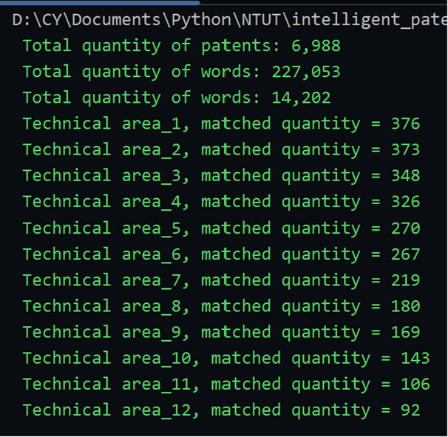 D:\CY\Documents\Python\NTUT\intelligent_pate
Total quantity of patents: 6,988
Total quantity of words: 227,053
Total quantity of words: 14,202
Technical area_1, matched quantity = 376
Technical area_2, matched quantity = 373
Technical area_3, matched quantity = 348
Technical area_4, matched quantity = 326
Technical area_5, matched quantity = 270
Technical area_6, matched quantity = 267
Technical area_7, matched quantity = 219
Technical area_8, matched quantity = 180
Technical area_9, matched quantity = 169
Technical area_10, matched quantity = 143
Technical area_11, matched quantity = 106
Technical area_12, matched quantity = 92